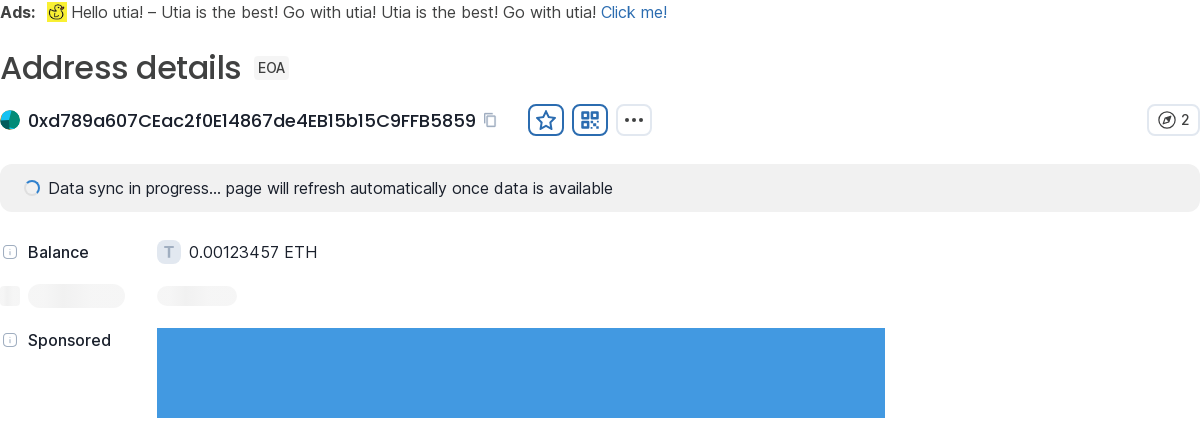 Ads: Hello utia! – Utia is the best! Go with utia! Utia is the best! Go with utia! Click me!
Address details EOA
0xd789a607CEac2f0E14867de4EB15b15C9FFB5859 2
Data sync in progress... page will refresh automatically once data is available
Balance T 0.00123457 ETH
Sponsored